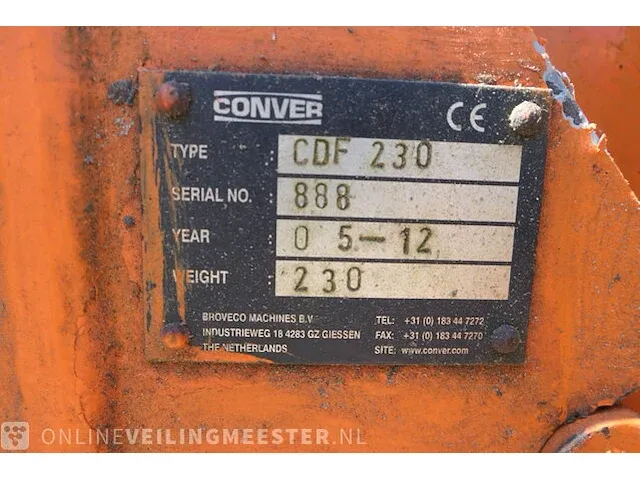 CONVER
CE
TYPE : CDF 230
SERIAL NO. : 888
YEAR : 05-12
WEIGHT : 230
BROVECO MACHINES B.V.
INDUSTRIEWEG 18 4283 GZ GIESSEN
THE NETHERLANDS
TEL: +31 (0) 183 44 7272
FAX: +31 (0) 183 44 7270
SITE: www.conver.com
ONLINEVEILINGMEESTER.NL